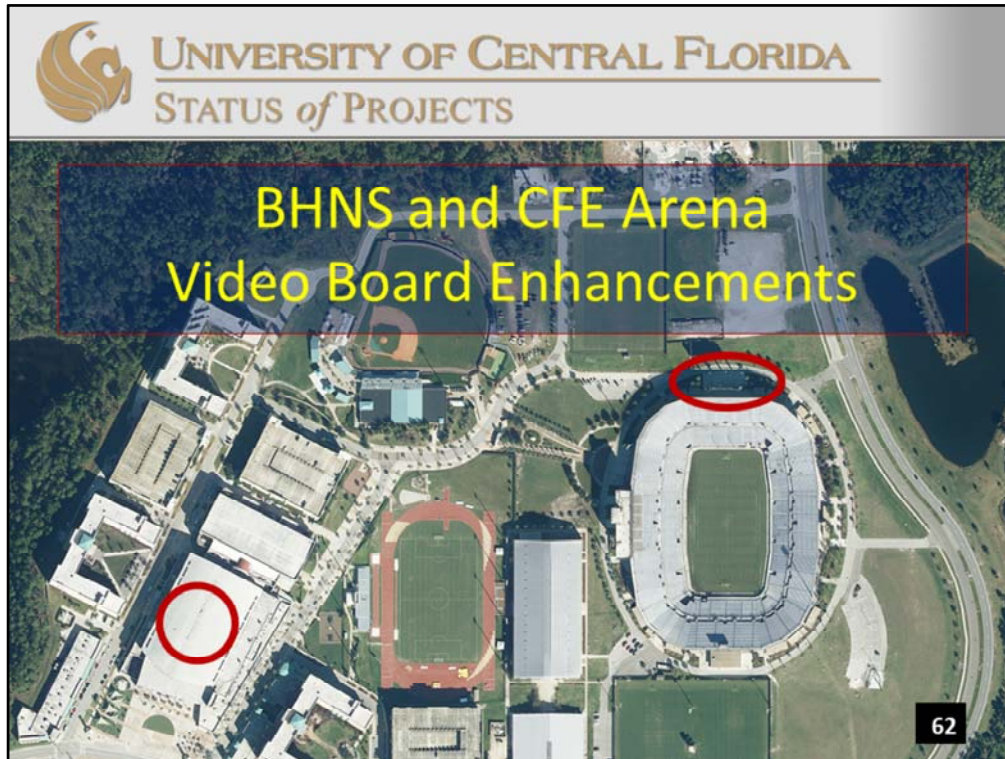 UNIVERSITY OF CENTRAL FLORIDA
STATUS of PROJECTS
BHNS and CFE Arena
Video Board Enhancements
62